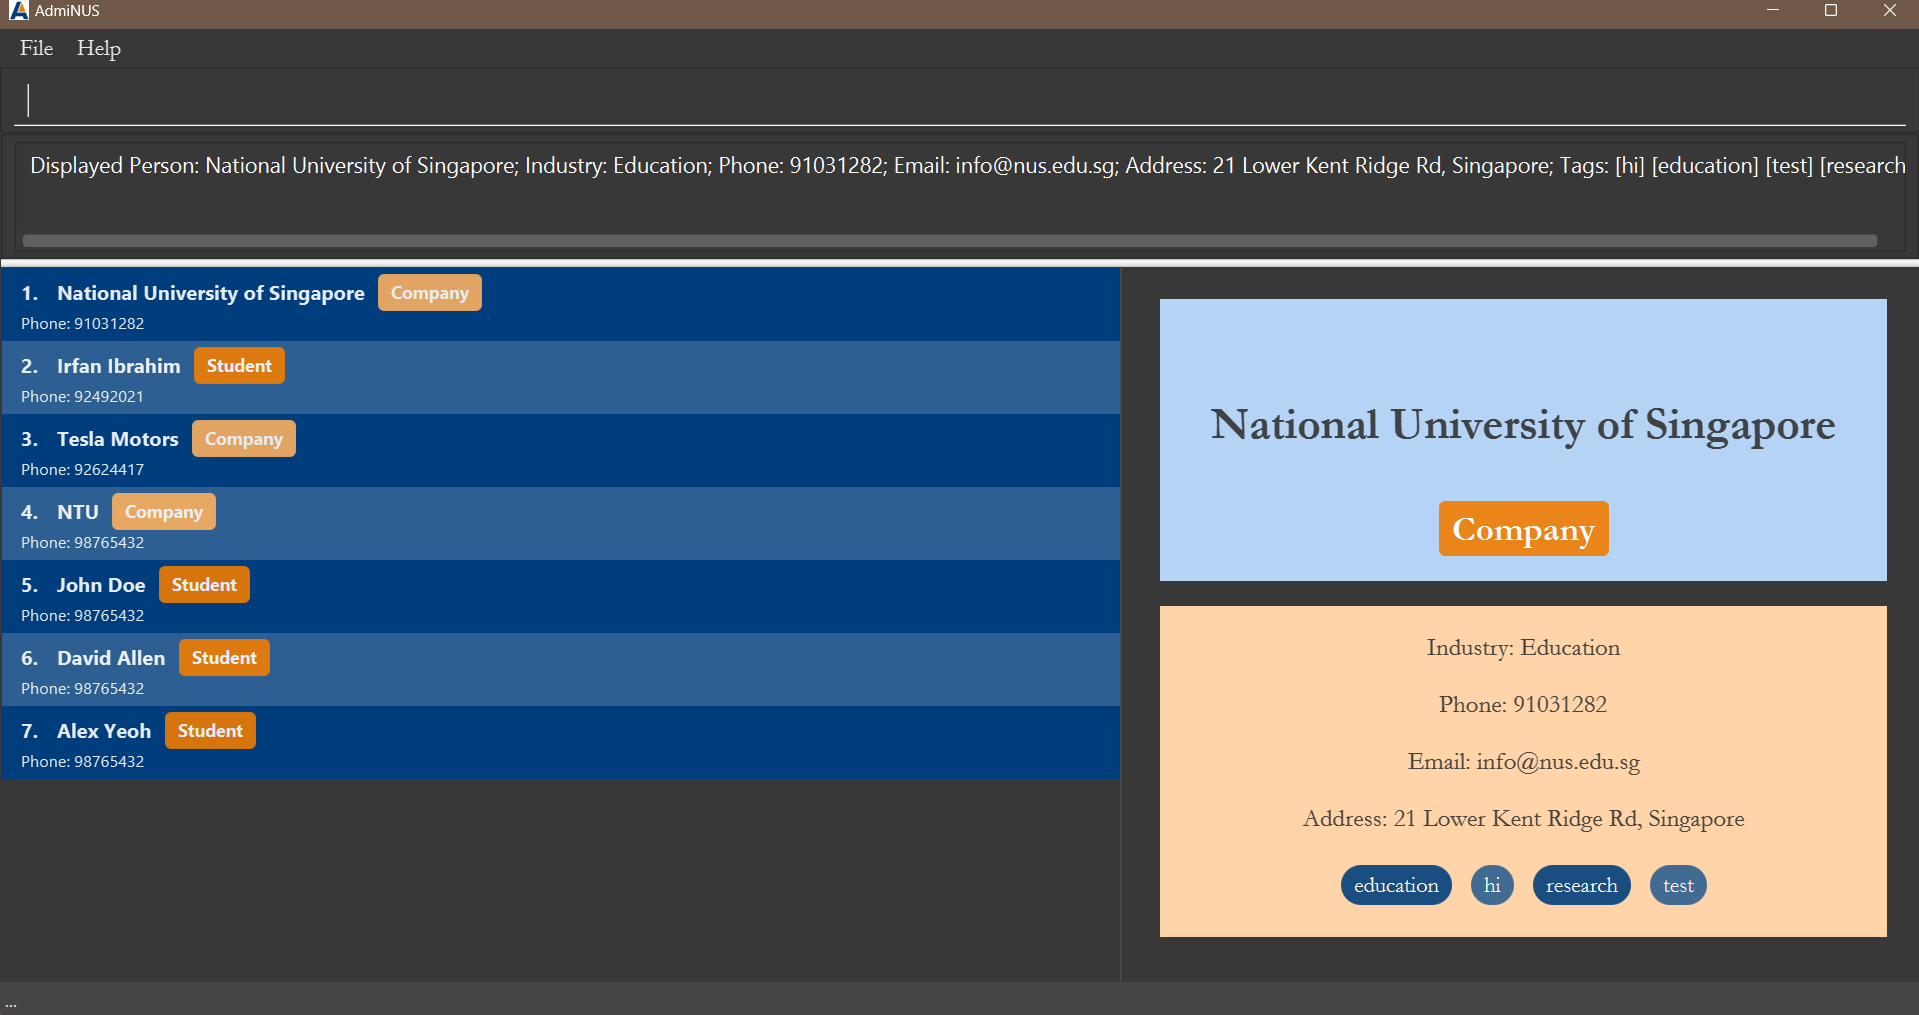 AdmiNUS
File Help
Displayed Person: National University of Singapore; Industry: Education; Phone: 91031282; Email: info@nus.edu.sg; Address: 21 Lower Kent Ridge Rd, Singapore; Tags: [hi] [education] [test] [research
1. National University of Singapore Company
Phone: 91031282
2. Irfan Ibrahim Student
Phone: 92492021
3. Tesla Motors Company
Phone: 92624417
4. NTU Company
Phone: 98765432
5. John Doe Student
Phone: 98765432
6. David Allen Student
Phone: 98765432
7. Alex Yeoh Student
Phone: 98765432
National University of Singapore
Company
Industry: Education
Phone: 91031282
Email: info@nus.edu.sg
Address: 21 Lower Kent Ridge Rd, Singapore
education hi research test
...